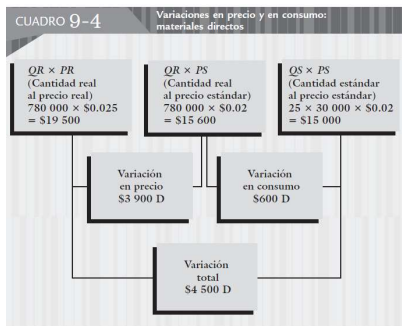 CUADRO 9-4
Variaciones en precio y en consumo:
materiales directos
QR × PR
(Cantidad real
al precio real)
780 000 × $0.025
= $19 500
QR × PS
(Cantidad real
al precio estándar)
780 000 × $0.02
= $15 600
QS × PS
(Cantidad estándar
al precio estándar)
25 × 30 000 × $0.02
= $15 000
Variación
en precio
$3 900 D
Variación
en consumo
$600 D
Variación
total
$4 500 D